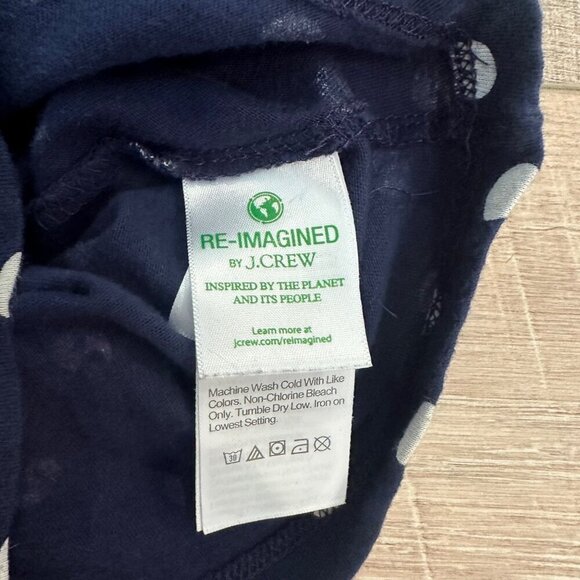 RE-IMAGINED
BY J.CREW
INSPIRED BY THE PLANET
AND ITS PEOPLE
Learn more at
jcrew.com/reimagined
Machine Wash Cold With Like
Colors. Non-Chlorine Bleach
Only. Tumble Dry Low. Iron on
Lowest Setting.
30